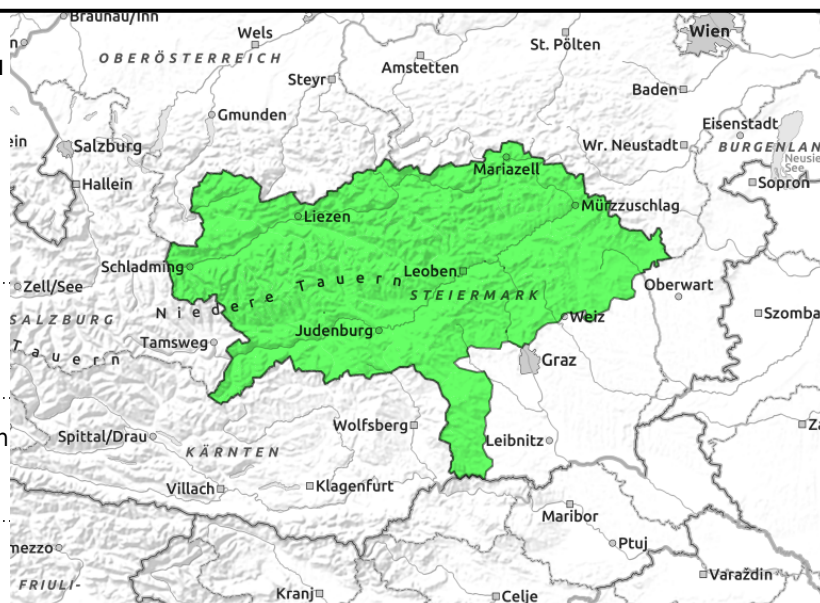 Braunau/Inn
Wels
Wien
OBERÖSTERREICH
St. Pölten
Amstetten
Steyr
Baden
Gmunden
Eisenstadt
Salzburg
Wr. Neustadt
BURGENLAN
Neusie
See
Mariazell
Hallein
Sopron
Mürzzuschlag
Liezen
Schladming
Leoben
Zell/See
Niedere Tauern
STEIERMARK
Oberwart
SALZBURG
Weiz
Szomba
Judenburg
Tamsweg
Tauern
Graz
Wolfsberg
Spittal/Drau
Leibnitz
KÄRNTEN
Villach
Klagenfurt
Maribor
Ptuj
mezzo
Varaždin
FRIULI-
Kranj
Celje